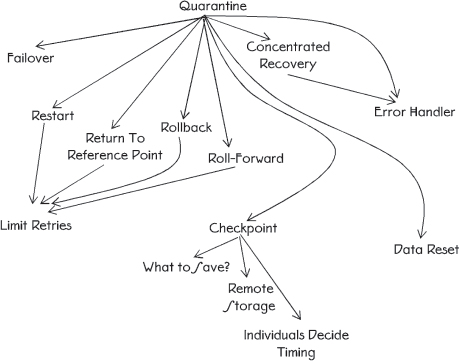 Quarantine
Concentrated
Recovery
Failover
Error Handler
Restart
Rollback
Return To
Reference Point
Roll-Forward
Limit Retries
Checkpoint
Data Reset
What to Save?
Remote
Storage
Individuals Decide
Timing